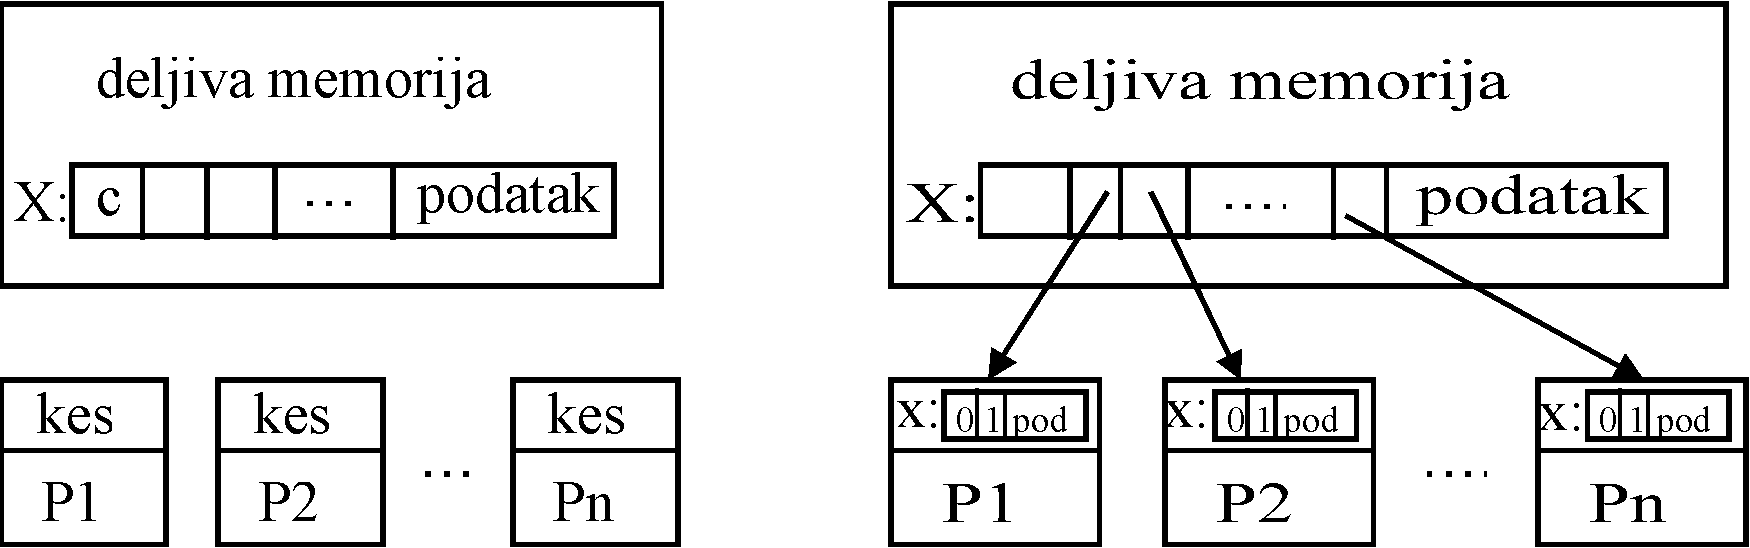 deljiva memorija
X: c ... podatak
kes kes kes
P1 P2 ... Pn
deljiva memorija
X: .... podatak
x: 0 1 pod x: 0 1 pod x: 0 1 pod
P1 P2 .... Pn